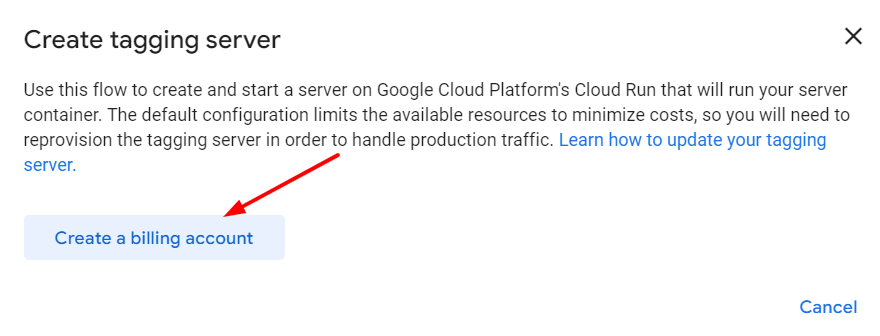 Create tagging server
Use this flow to create and start a server on Google Cloud Platform's Cloud Run that will run your server
container. The default configuration limits the available resources to minimize costs, so you will need to
reprovision the tagging server in order to handle production traffic. Learn how to update your tagging
server.
Create a billing account
Cancel